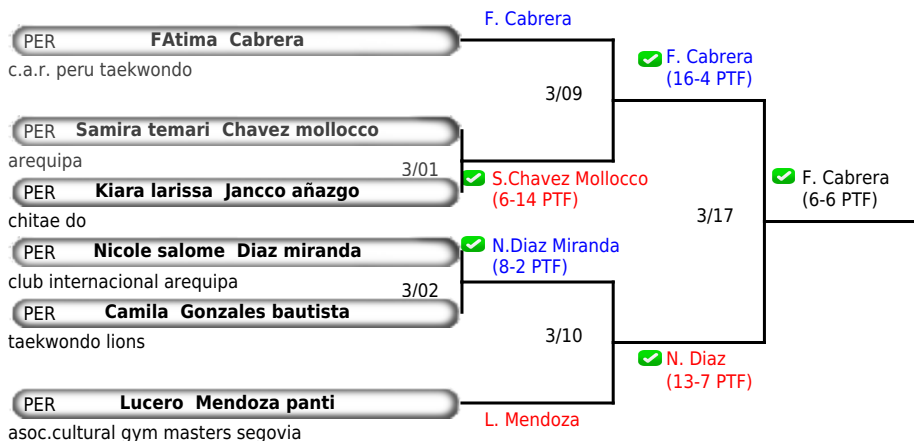 F. Cabrera
PER FAtima Cabrera
c.a.r. peru taekwondo
F. Cabrera
(16-4 PTF)
3/09
PER Samira temari Chavez mollocco
arequipa
3/01
S.Chavez Mollocco
(6-14 PTF)
PER Kiara larissa Jancco añazgo
chitae do
F. Cabrera
(6-6 PTF)
3/17
PER Nicole salome Diaz miranda
club internacional arequipa
N.Diaz Miranda
(8-2 PTF)
3/02
PER Camila Gonzales bautista
taekwondo lions
3/10
N. Diaz
(13-7 PTF)
PER Lucero Mendoza panti
asoc.cultural gym masters segovia
L. Mendoza